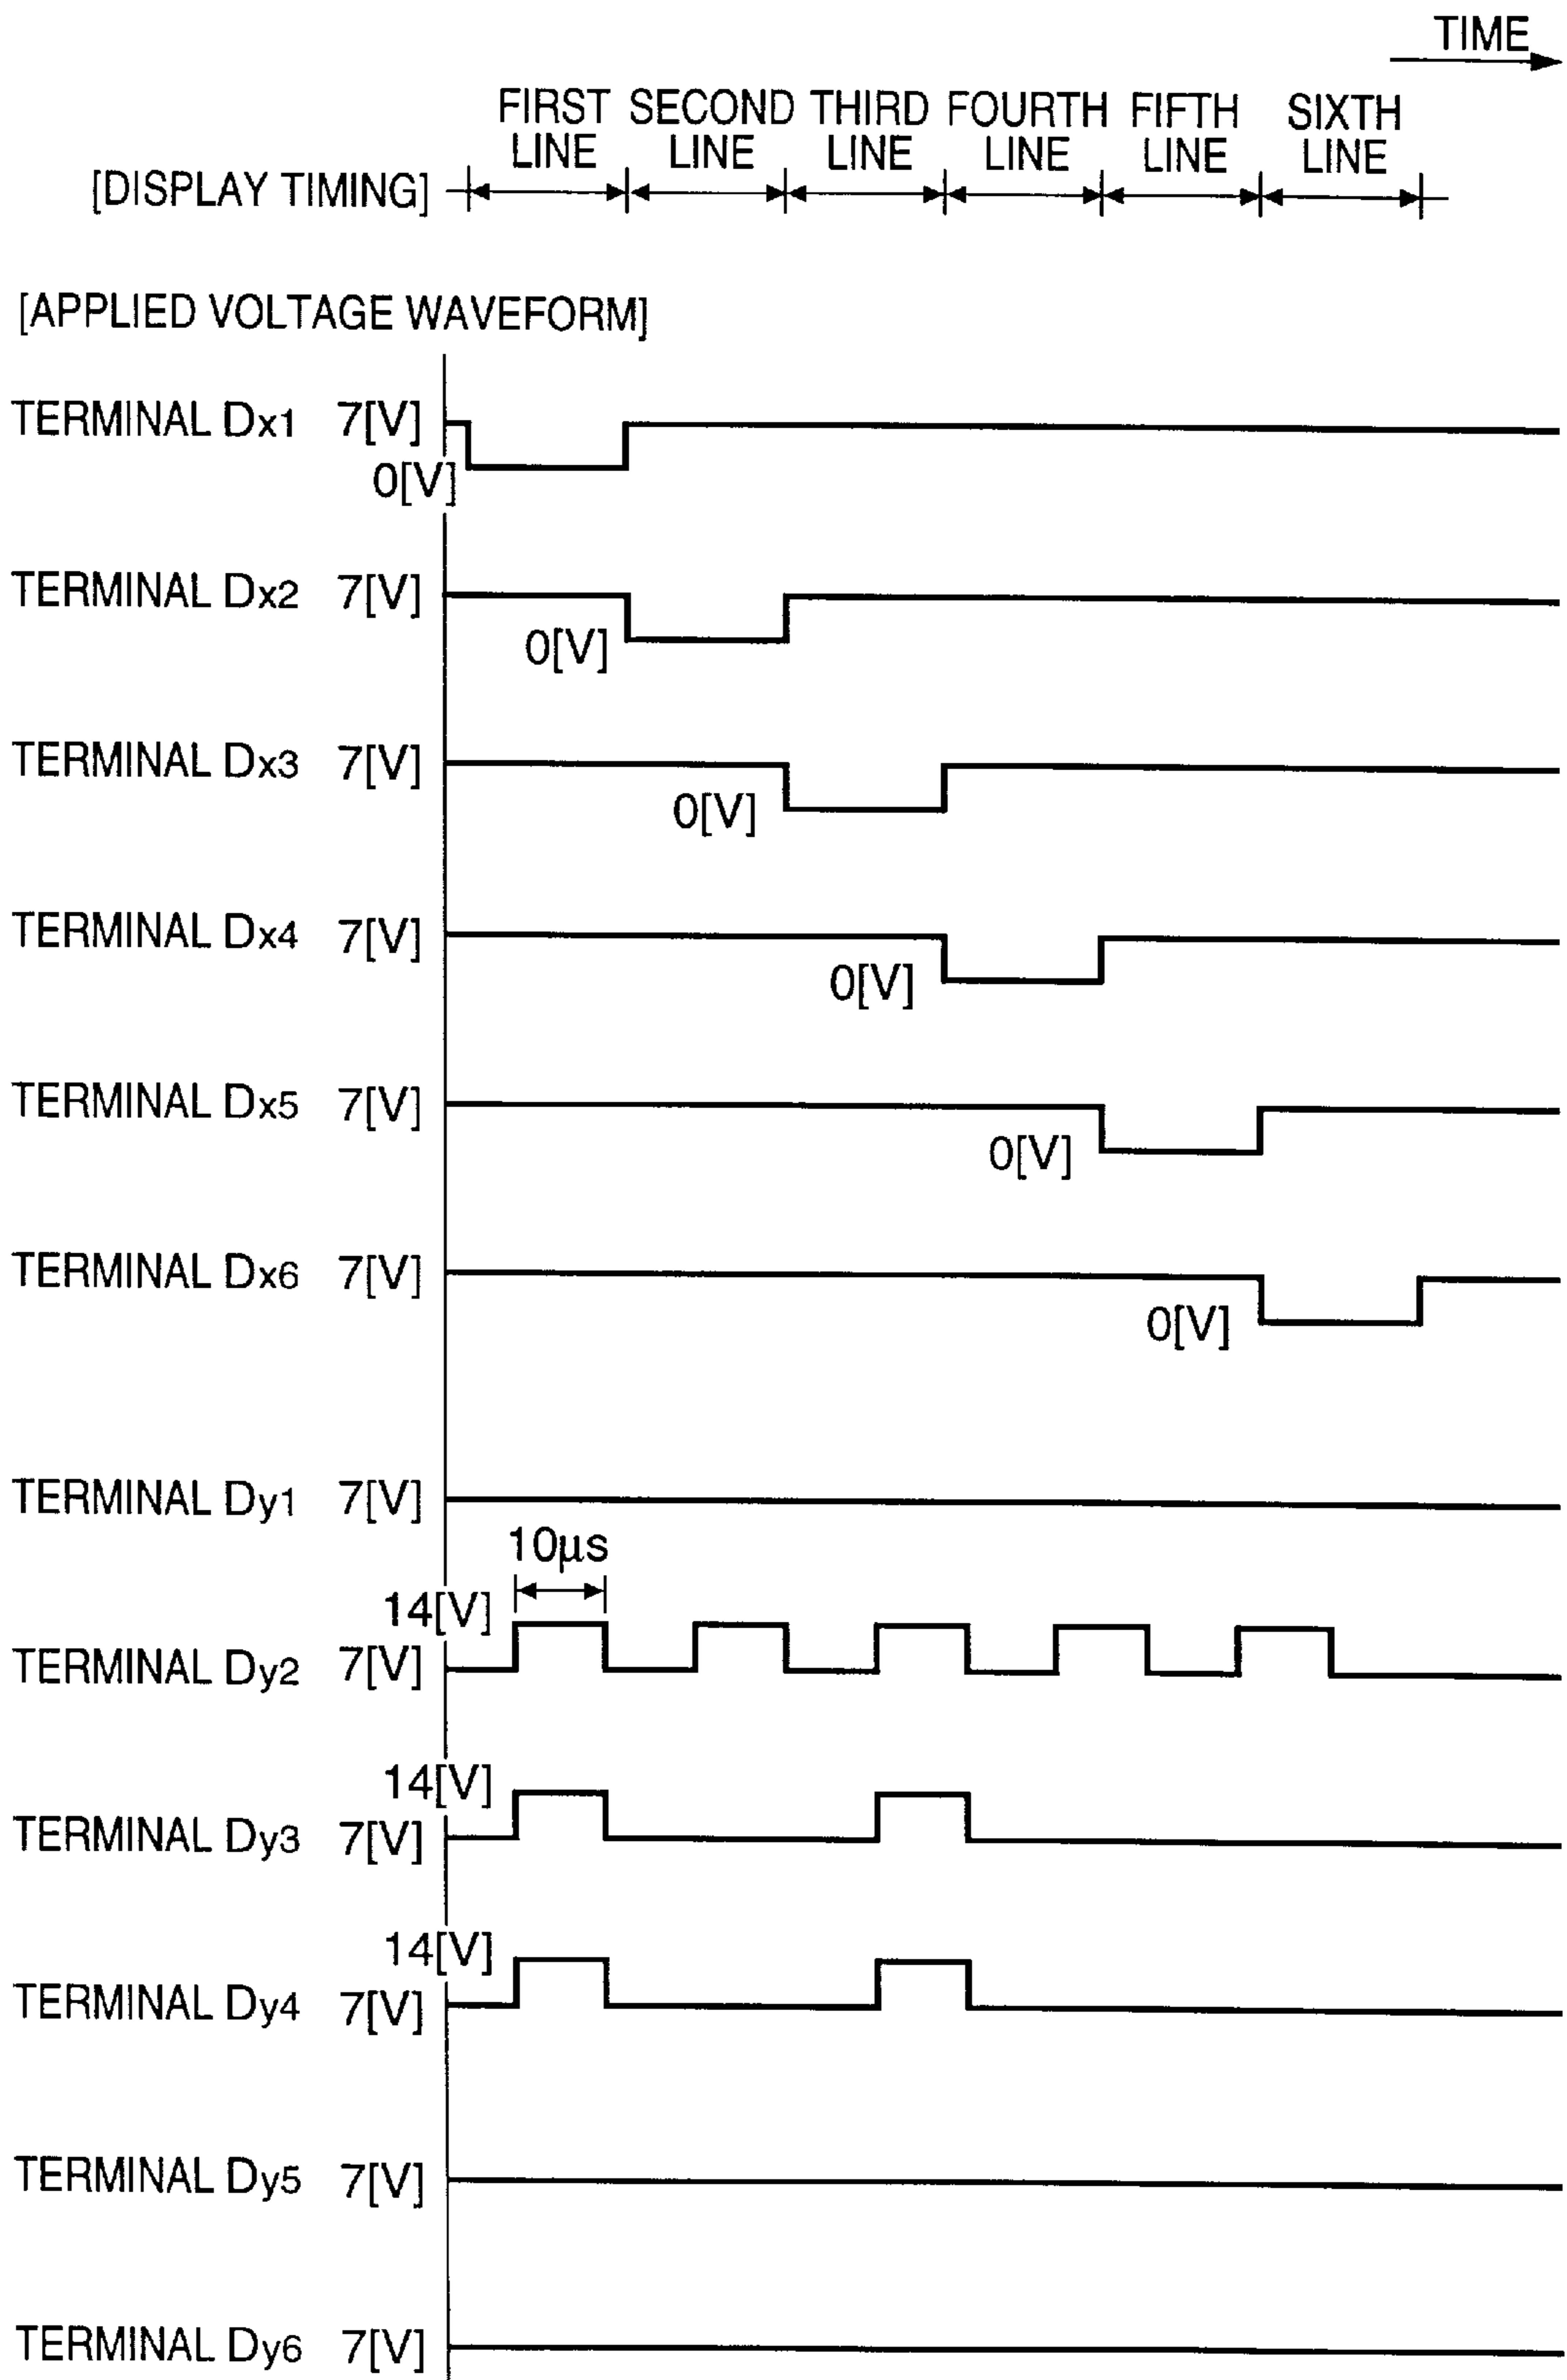 TIME
FIRST LINE
SECOND LINE
THIRD LINE
FOURTH LINE
FIFTH LINE
SIXTH LINE
[DISPLAY TIMING]
[APPLIED VOLTAGE WAVEFORM]
TERMINAL Dx1 7[V]
0[V]
TERMINAL Dx2 7[V]
0[V]
TERMINAL Dx3 7[V]
0[V]
TERMINAL Dx4 7[V]
0[V]
TERMINAL Dx5 7[V]
0[V]
TERMINAL Dx6 7[V]
0[V]
TERMINAL Dy1 7[V]
10μs
14[V]
TERMINAL Dy2 7[V]
14[V]
TERMINAL Dy3 7[V]
14[V]
TERMINAL Dy4 7[V]
TERMINAL Dy5 7[V]
TERMINAL Dy6 7[V]